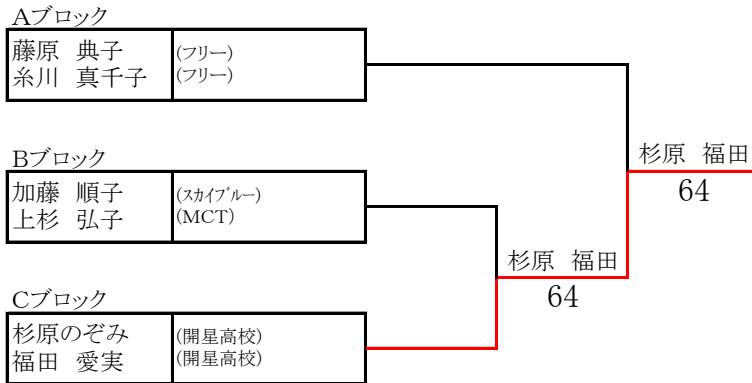 Aブロック
藤原 典子 (フリー)
糸川 真千子 (フリー)
杉原 福田
64
Bブロック
加藤 順子 (スカイブルー)
上杉 弘子 (MCT)
杉原 福田
64
Cブロック
杉原のぞみ (開星高校)
福田 愛実 (開星高校)